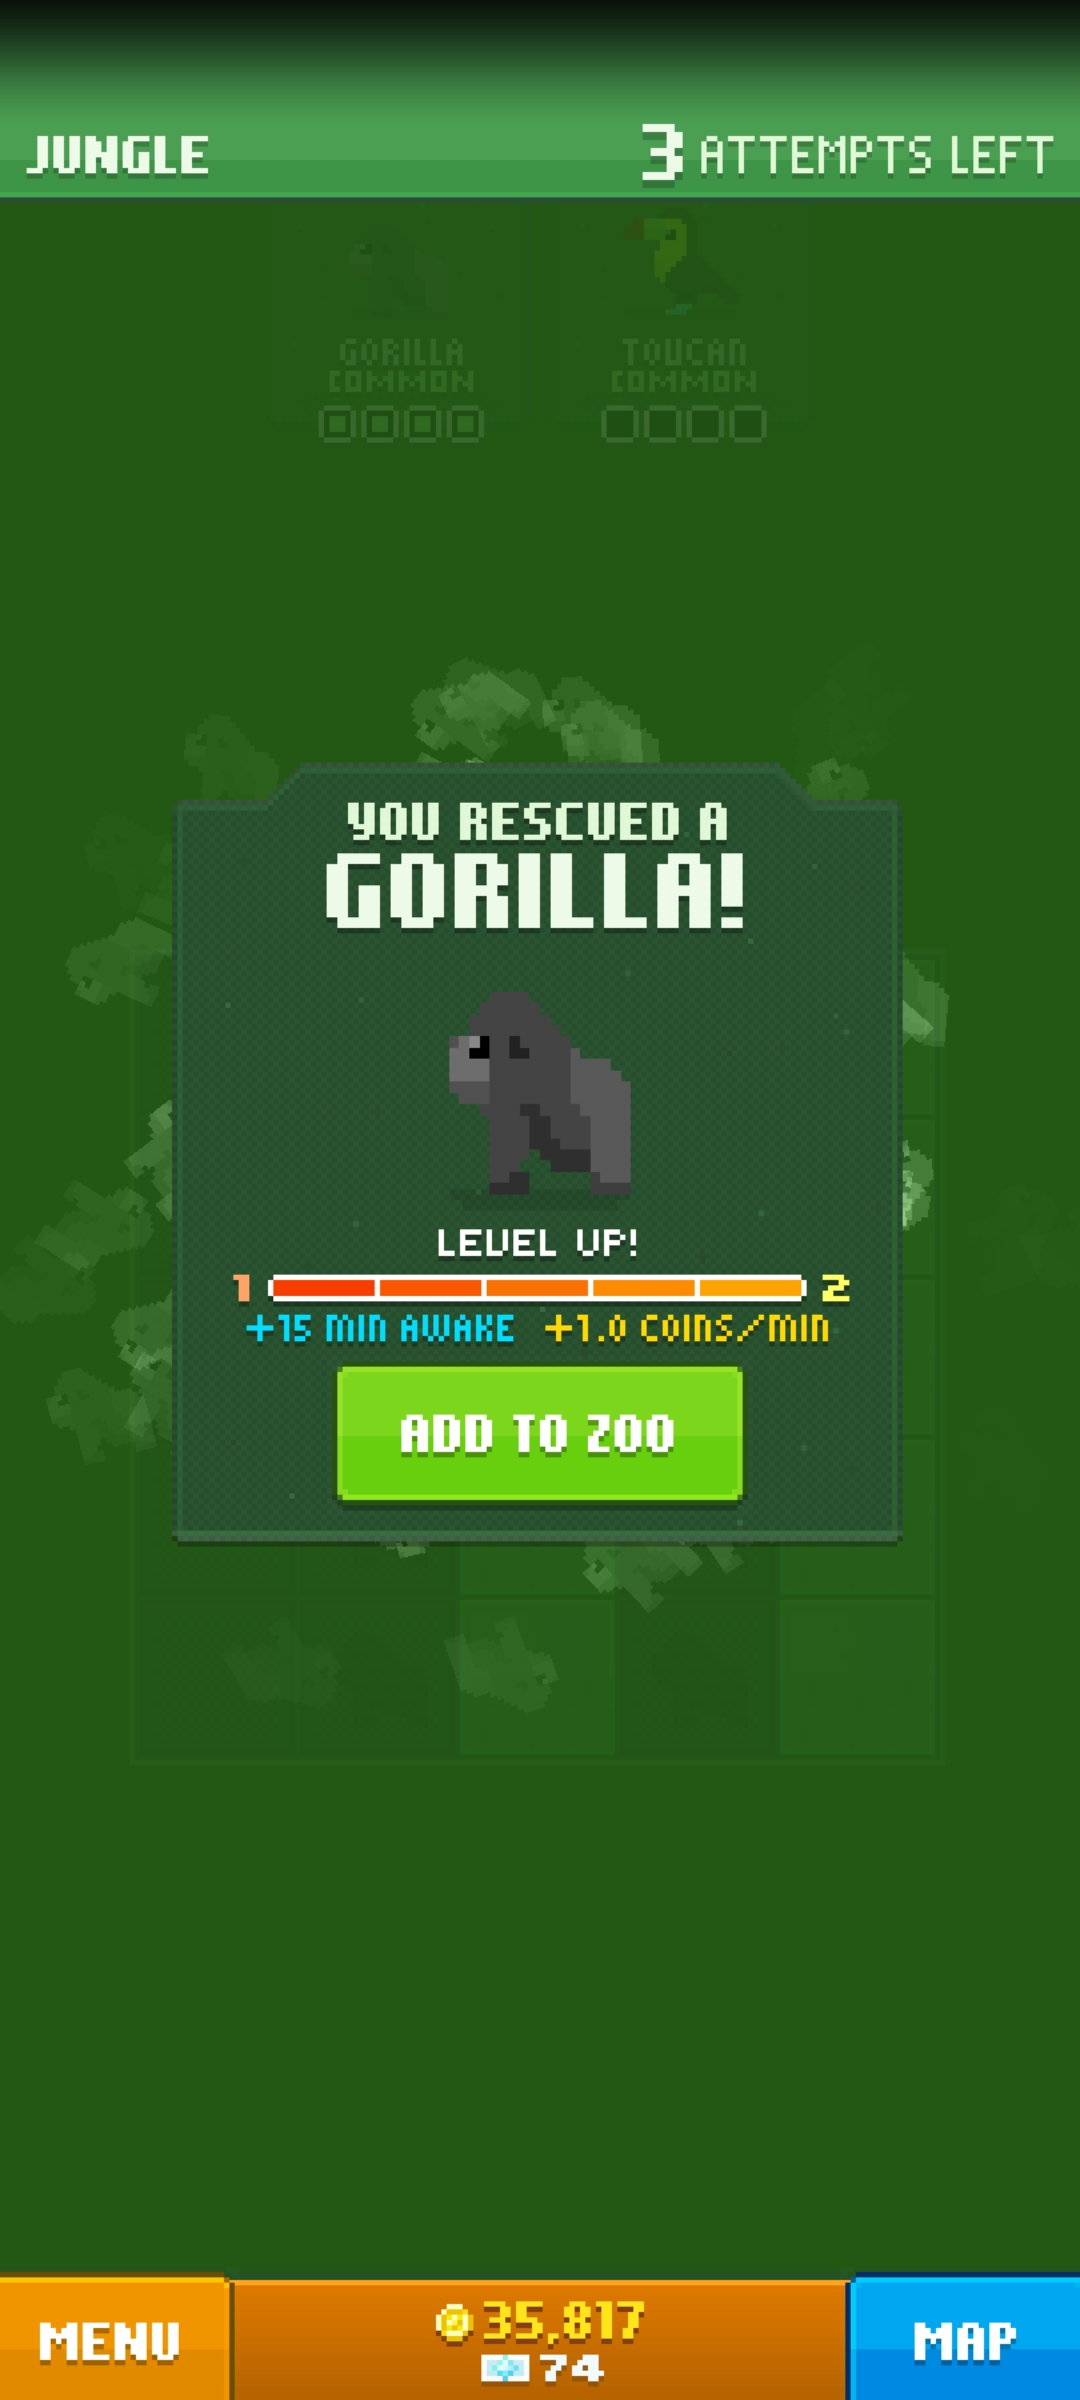 JUNGLE
3 ATTEMPTS LEFT
GORILLA
COMMON
TOUCAN
COMMON
YOU RESCUED A
GORILLA!
LEVEL UP!
1 2
+15 MIN AWAKE +1.0 COINS/MIN
ADD TO ZOO
MENU
35,817
74
MAP